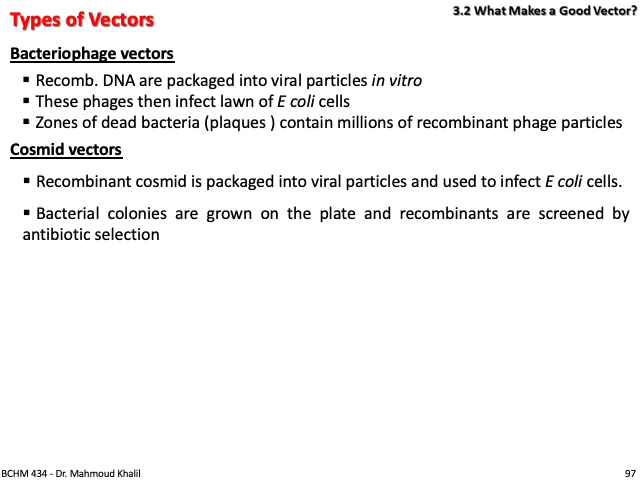 3.2 What Makes a Good Vector?
Types of Vectors
Bacteriophage vectors
▪ Recomb. DNA are packaged into viral particles in vitro
▪ These phages then infect lawn of E coli cells
▪ Zones of dead bacteria (plaques ) contain millions of recombinant phage particles
Cosmid vectors
▪ Recombinant cosmid is packaged into viral particles and used to infect E coli cells.
▪ Bacterial colonies are grown on the plate and recombinants are screened by
antibiotic selection
BCHM 434 - Dr. Mahmoud Khalil
97